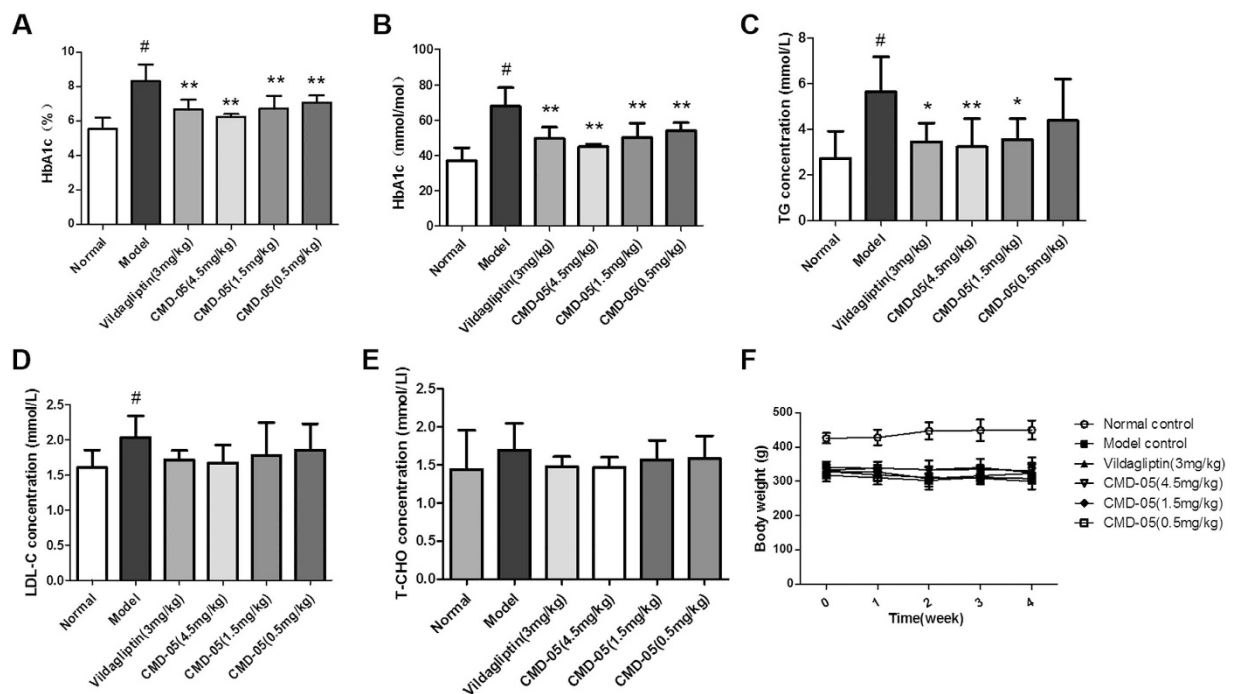 A
HbA1c (%)
10
8
6
4
2
0
#
**
**
**
**
Normal
Model
Vildagliptin(3mg/kg)
CMD-05(4.5mg/kg)
CMD-05(1.5mg/kg)
CMD-05(0.5mg/kg)
B
HbA1c (mmol/mol)
100
80
60
40
20
0
#
**
**
**
**
Normal
Model
Vildagliptin(3mg/kg)
CMD-05(4.5mg/kg)
CMD-05(1.5mg/kg)
CMD-05(0.5mg/kg)
C
TG concentration (mmol/L)
8
6
4
2
0
#
*
**
*
Normal
Model
Vildagliptin(3mg/kg)
CMD-05(4.5mg/kg)
CMD-05(1.5mg/kg)
CMD-05(0.5mg/kg)
D
LDL-C concentration (mmol/L)
2.5
2.0
1.5
1.0
0.5
0.0
#
Normal
Model
Vildagliptin(3mg/kg)
CMD-05(4.5mg/kg)
CMD-05(1.5mg/kg)
CMD-05(0.5mg/kg)
E
T-CHO concentration (mmol/Ll)
2.5
2.0
1.5
1.0
0.5
0.0
Normal
Model
Vildagliptin(3mg/kg)
CMD-05(4.5mg/kg)
CMD-05(1.5mg/kg)
CMD-05(0.5mg/kg)
F
Body weight (g)
500
400
300
200
100
0
0
1
2
3
4
Time(week)
Normal control
Model control
Vildagliptin(3mg/kg)
CMD-05(4.5mg/kg)
CMD-05(1.5mg/kg)
CMD-05(0.5mg/kg)